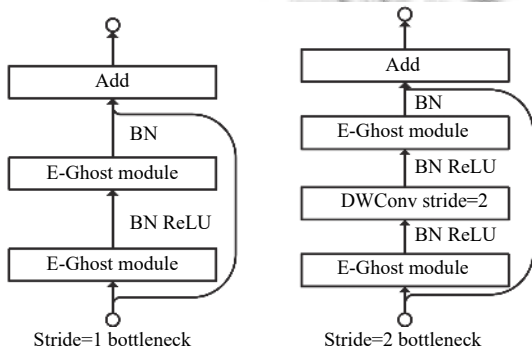 Add
BN
E-Ghost module
BN ReLU
E-Ghost module
Stride=1 bottleneck
Add
BN
E-Ghost module
BN ReLU
DWConv stride=2
BN ReLU
E-Ghost module
Stride=2 bottleneck